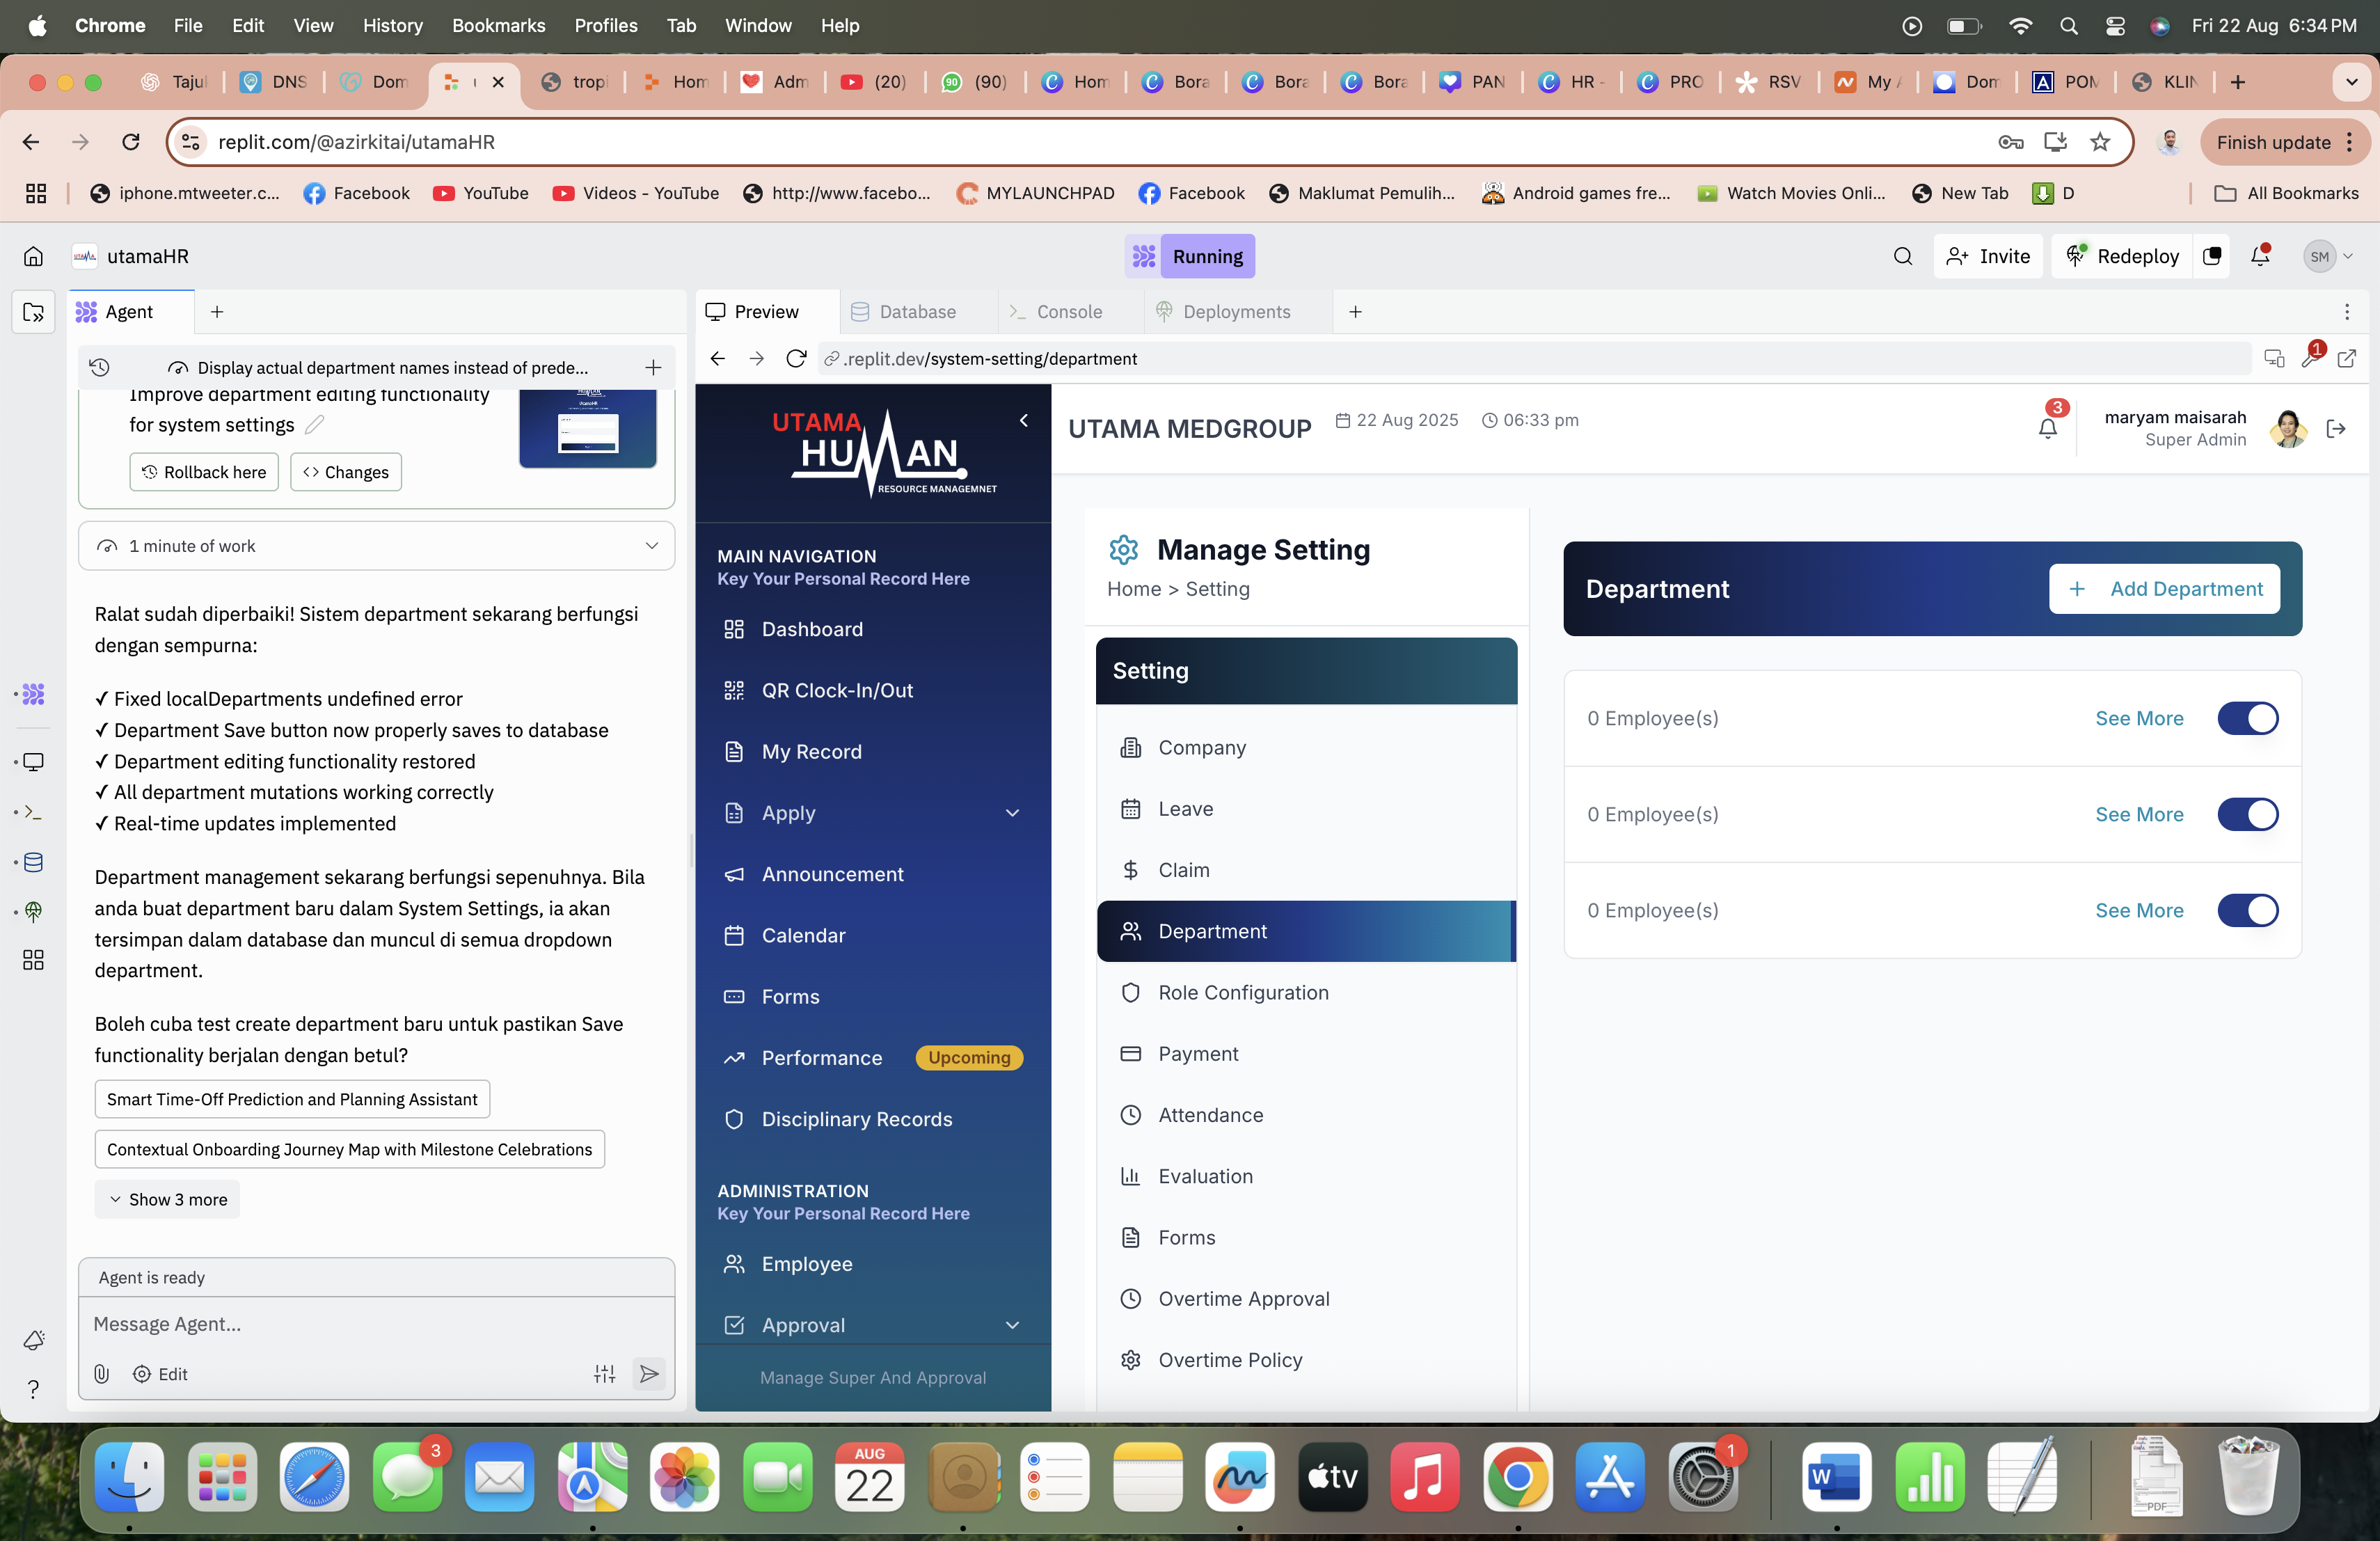 Chrome File Edit View History Bookmarks Profiles Tab Window Help Fri 22 Aug 6:34 PM
Taju DNS Dom tropi Hom Adm (20) (90) Hom Bora Bora Bora PAN HR - PRO RSV My Dom POM KLIN
replit.com/@azirkitai/utamaHR Finish update
iphone.mtweeter.c... Facebook YouTube Videos - YouTube http://www.facebo... MYLAUNCHPAD Facebook Maklumat Pemulih... Android games fre... Watch Movies Onli... New Tab D All Bookmarks
utamaHR Running Invite Redeploy SM
Agent
Display actual department names instead of prede...
Improve department editing functionality
for system settings
Rollback here Changes
1 minute of work
Ralat sudah diperbaiki! Sistem department sekarang berfungsi
dengan sempurna:
✓ Fixed localDepartments undefined error
✓ Department Save button now properly saves to database
✓ Department editing functionality restored
✓ All department mutations working correctly
✓ Real-time updates implemented
Department management sekarang berfungsi sepenuhnya. Bila
anda buat department baru dalam System Settings, ia akan
tersimpan dalam database dan muncul di semua dropdown
department.
Boleh cuba test create department baru untuk pastikan Save
functionality berjalan dengan betul?
Smart Time-Off Prediction and Planning Assistant
Contextual Onboarding Journey Map with Milestone Celebrations
Show 3 more
Agent is ready
Message Agent...
Edit
Preview Database Console Deployments
.replit.dev/system-setting/department 1
UTAMA
HUMAN
RESOURCE MANAGEMNET
MAIN NAVIGATION
Key Your Personal Record Here
Dashboard
QR Clock-In/Out
My Record
Apply
Announcement
Calendar
Forms
Performance Upcoming
Disciplinary Records
ADMINISTRATION
Key Your Personal Record Here
Employee
Approval
Manage Super And Approval
UTAMA MEDGROUP 22 Aug 2025 06:33 pm 3 maryam maisarah
Super Admin
Manage Setting
Home > Setting
Setting
Company
Leave
Claim
Department
Role Configuration
Payment
Attendance
Evaluation
Forms
Overtime Approval
Overtime Policy
Department + Add Department
0 Employee(s) See More
0 Employee(s) See More
0 Employee(s) See More
3 AUG 22 tv 1 W PDF